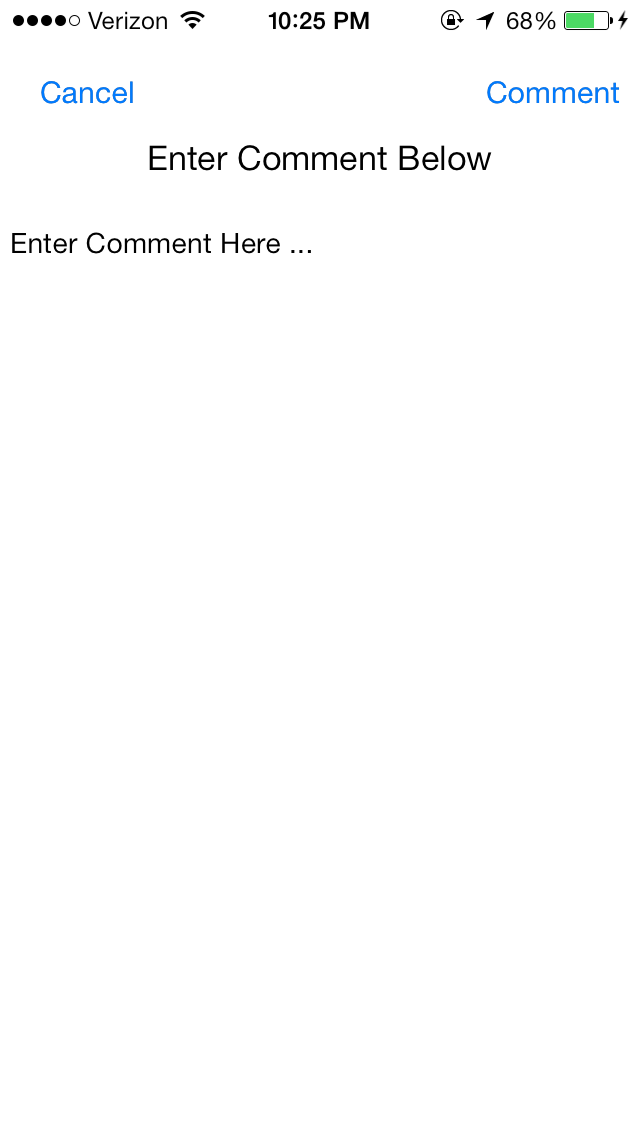 Verizon 10:25 PM 68%
Cancel Comment
Enter Comment Below
Enter Comment Here ...